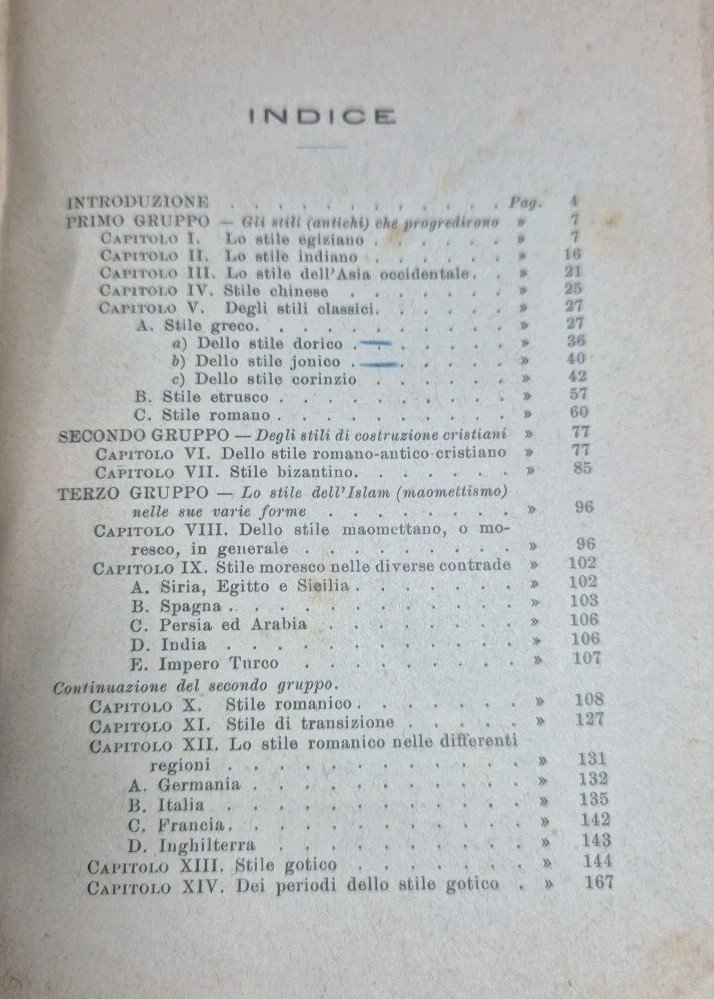 INDICE
INTRODUZIONE . . . . . . . . . . . . Pag. 4
PRIMO GRUPPO — Gli stili (antichi) che progredirono » 7
CAPITOLO I. Lo stile egiziano . . . . . . » 7
CAPITOLO II. Lo stile indiano . . . . . . » 16
CAPITOLO III. Lo stile dell'Asia occidentale . . » 21
CAPITOLO IV. Stile chinese . . . . . . . » 25
CAPITOLO V. Degli stili classici . . . . . . » 27
A. Stile greco . . . . . . . . . . » 27
a) Dello stile dorico . . . . . . » 36
b) Dello stile jonico . . . . . . » 40
c) Dello stile corinzio . . . . . » 42
B. Stile etrusco . . . . . . . . . » 57
C. Stile romano . . . . . . . . . » 60
SECONDO GRUPPO — Degli stili di costruzione cristiani » 77
CAPITOLO VI. Dello stile romano-antico-cristiano » 77
CAPITOLO VII. Stile bizantino . . . . . . . » 85
TERZO GRUPPO — Lo stile dell'Islam (maomettismo)
nelle sue varie forme . . . . . . . . » 96
CAPITOLO VIII. Dello stile maomettano, o mo-
resco, in generale . . . . . . . . » 96
CAPITOLO IX. Stile moresco nelle diverse contrade » 102
A. Siria, Egitto e Sicilia . . . . . . . » 102
B. Spagna . . . . . . . . . . . » 103
C. Persia ed Arabia . . . . . . . . » 106
D. India . . . . . . . . . . . . » 106
E. Impero Turco . . . . . . . . . » 107
Continuazione del secondo gruppo.
CAPITOLO X. Stile romanico . . . . . . . » 108
CAPITOLO XI. Stile di transizione . . . . . » 127
CAPITOLO XII. Lo stile romanico nelle differenti
regioni . . . . . . . . . . . . » 131
A. Germania . . . . . . . . . . » 132
B. Italia . . . . . . . . . . . » 135
C. Francia . . . . . . . . . . . » 142
D. Inghilterra . . . . . . . . . » 143
CAPITOLO XIII. Stile gotico . . . . . . . » 144
CAPITOLO XIV. Dei periodi dello stile gotico . » 167